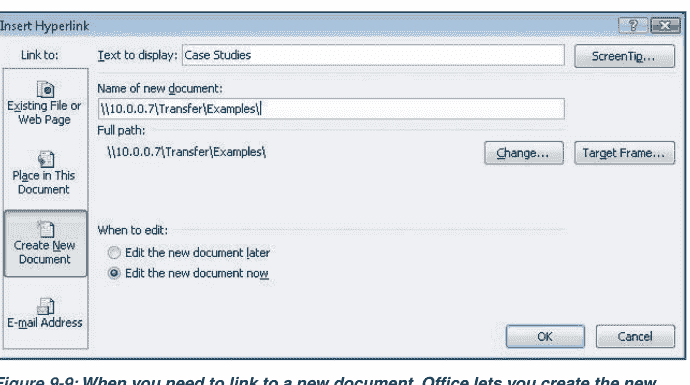 Insert Hyperlink
Link to:
Text to display: Case Studies
ScreenTip...
Existing File or
Web Page
Name of new document:
\\10.0.0.7\Transfer\Examples\
Full path:
\\10.0.0.7\Transfer\Examples\
Change...
Target Frame...
Place in This
Document
Create New
Document
When to edit:
Edit the new document later
Edit the new document now
E-mail Address
OK
Cancel
Figure 9-9: When you need to link to a new document, Office lets you create the new